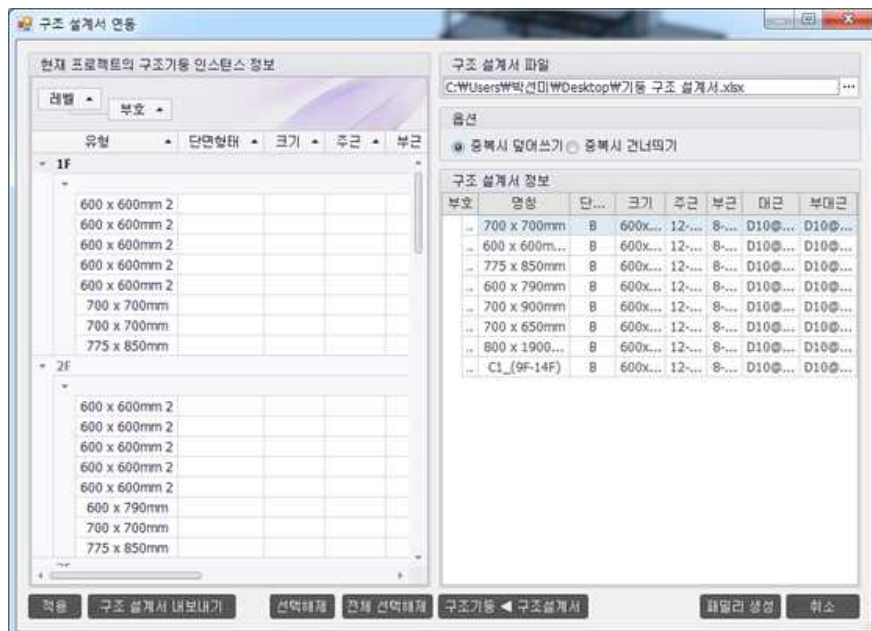 구조 설계서 연동
현재 프로젝트의 구조기둥 인스턴스 정보
레벨
부호
유형 단면형태 크기 주근 부근
1F
600 x 600mm 2
600 x 600mm 2
600 x 600mm 2
600 x 600mm 2
600 x 600mm 2
700 x 700mm
700 x 700mm
775 x 850mm
2F
600 x 600mm 2
600 x 600mm 2
600 x 600mm 2
600 x 600mm 2
600 x 600mm 2
600 x 790mm
700 x 700mm
775 x 850mm
구조 설계서 파일
C:₩Users₩박선미₩Desktop₩기둥 구조 설계서.xlsx ...
옵션
중복시 덮어쓰기 중복시 건너띄기
구조 설계서 정보
부호 명칭 단... 크기 주근 부근 대근 부대근
.. 700 x 700mm B 600x... 12-... 8-... D10@... D10@...
.. 600 x 600m... B 600x... 12-... 8-... D10@... D10@...
.. 775 x 850mm B 600x... 12-... 8-... D10@... D10@...
.. 600 x 790mm B 600x... 12-... 8-... D10@... D10@...
.. 700 x 900mm B 600x... 12-... 8-... D10@... D10@...
.. 700 x 650mm B 600x... 12-... 8-... D10@... D10@...
.. 800 x 1900... B 600x... 12-... 8-... D10@... D10@...
.. C1_(9F-14F) B 600x... 12-... 8-... D10@... D10@...
적용 구조 설계서 내보내기 선택해제 전체 선택해제 구조기둥 ◀ 구조설계서 패밀리 생성 취소